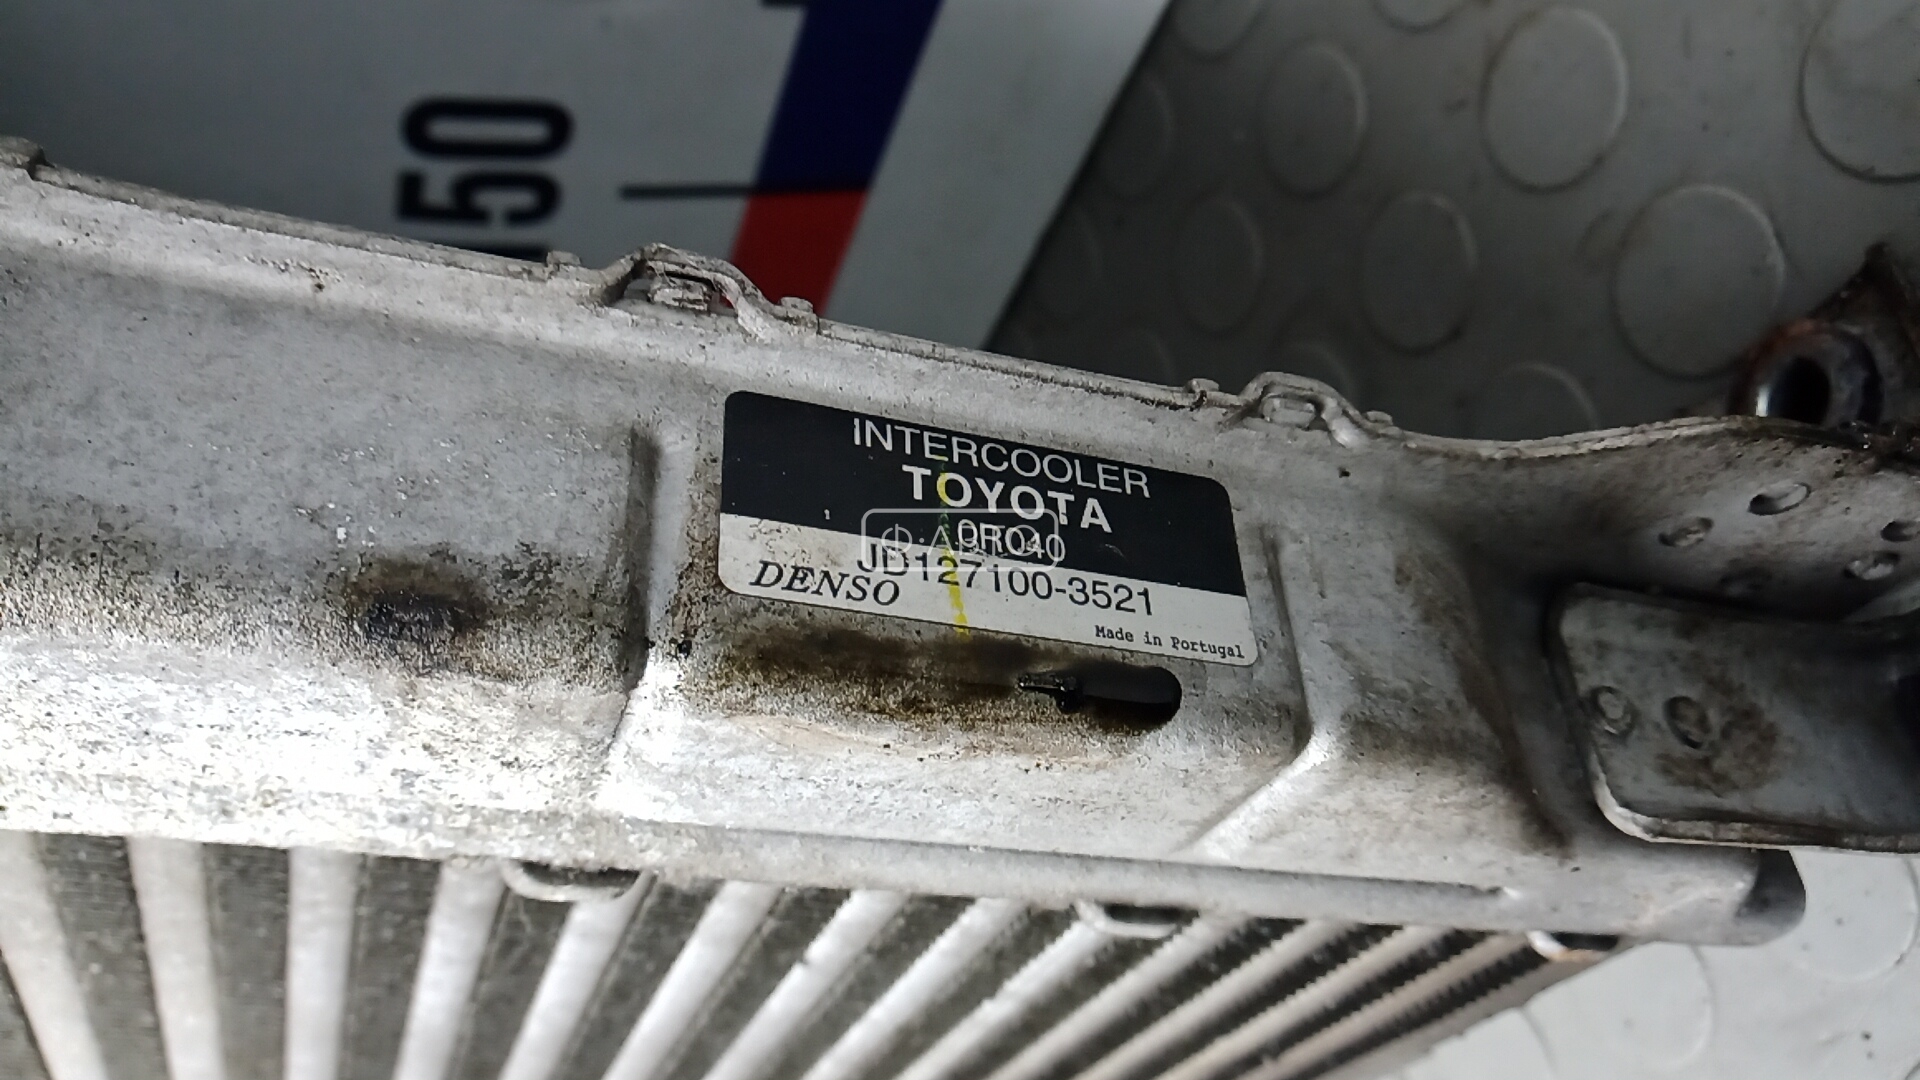 150
INTERCOOLER
TOYOTA
0R040
JD127100-3521
DENSO
Made in Portugal